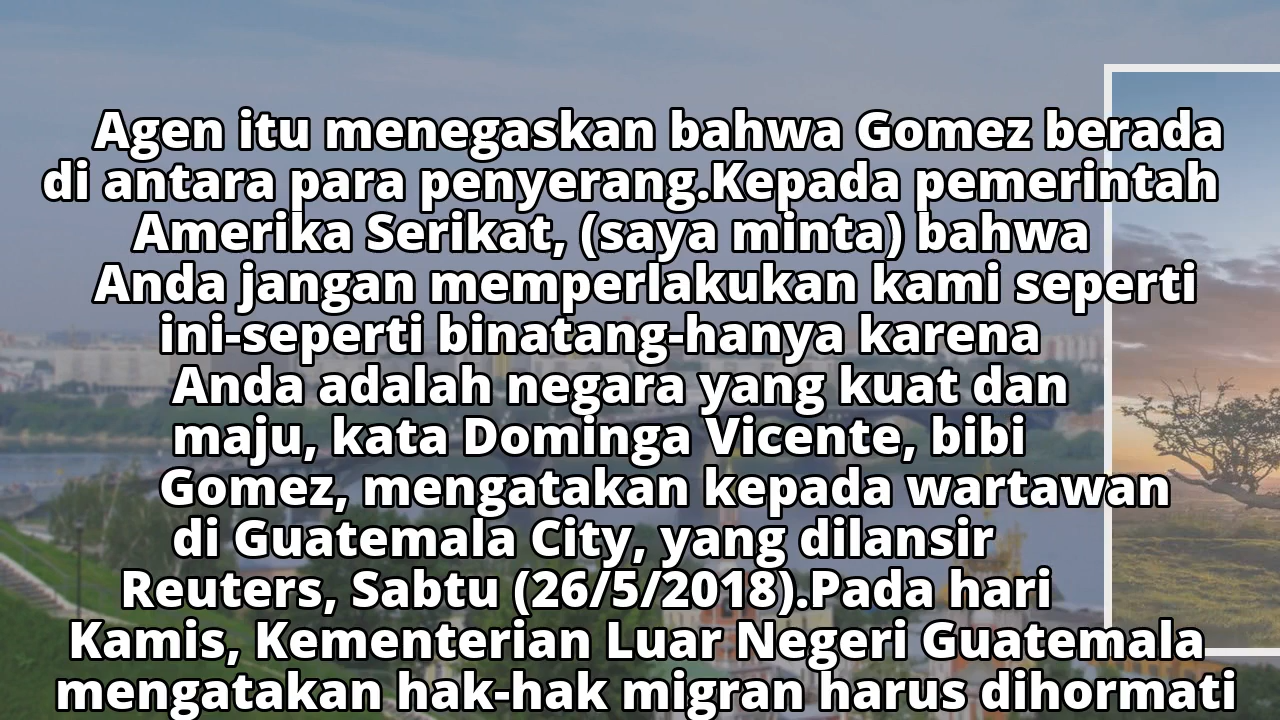 Agen itu menegaskan bahwa Gomez berada
di antara para penyerang.Kepada pemerintah
Amerika Serikat, (saya minta) bahwa
Anda jangan memperlakukan kami seperti
ini-seperti binatang-hanya karena
Anda adalah negara yang kuat dan
maju, kata Dominga Vicente, bibi
Gomez, mengatakan kepada wartawan
di Guatemala City, yang dilansir
Reuters, Sabtu (26/5/2018).Pada hari
Kamis, Kementerian Luar Negeri Guatemala
mengatakan hak-hak migran harus dihormati